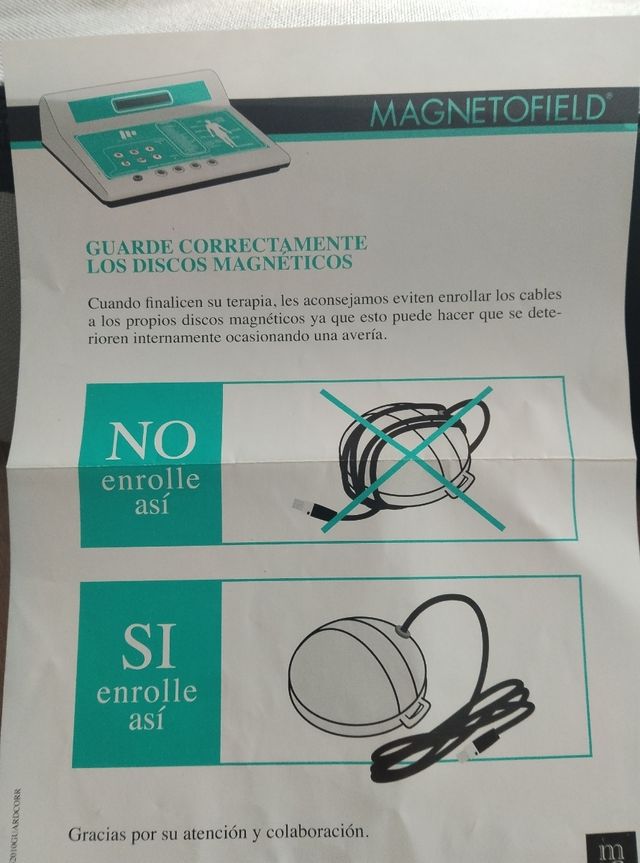 MAGNETOFIELD®
GUARDE CORRECTAMENTE
LOS DISCOS MAGNÉTICOS
Cuando finalicen su terapia, les aconsejamos eviten enrollar los cables
a los propios discos magnéticos ya que esto puede hacer que se dete-
rioren internamente ocasionando una avería.
NO
enrolle
así
SI
enrolle
así
Gracias por su atención y colaboración.
2010GUARDCORR
m